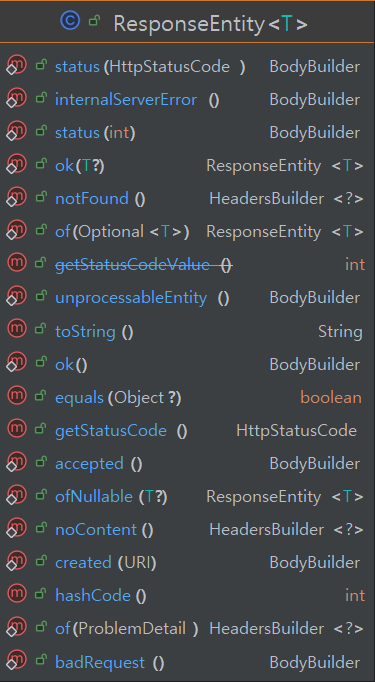 C ResponseEntity<T>
m status(HttpStatusCode ) BodyBuilder
m internalServerError () BodyBuilder
m status(int) BodyBuilder
m ok(T?) ResponseEntity <T>
m notFound () HeadersBuilder <?>
m of(Optional <T>) ResponseEntity <T>
m getStatusCodeValue () int
m unprocessableEntity () BodyBuilder
m toString () String
m ok() BodyBuilder
m equals(Object ?) boolean
m getStatusCode () HttpStatusCode
m accepted () BodyBuilder
m ofNullable (T?) ResponseEntity <T>
m noContent () HeadersBuilder <?>
m created (URI) BodyBuilder
m hashCode () int
m of(ProblemDetail ) HeadersBuilder <?>
m badRequest () BodyBuilder